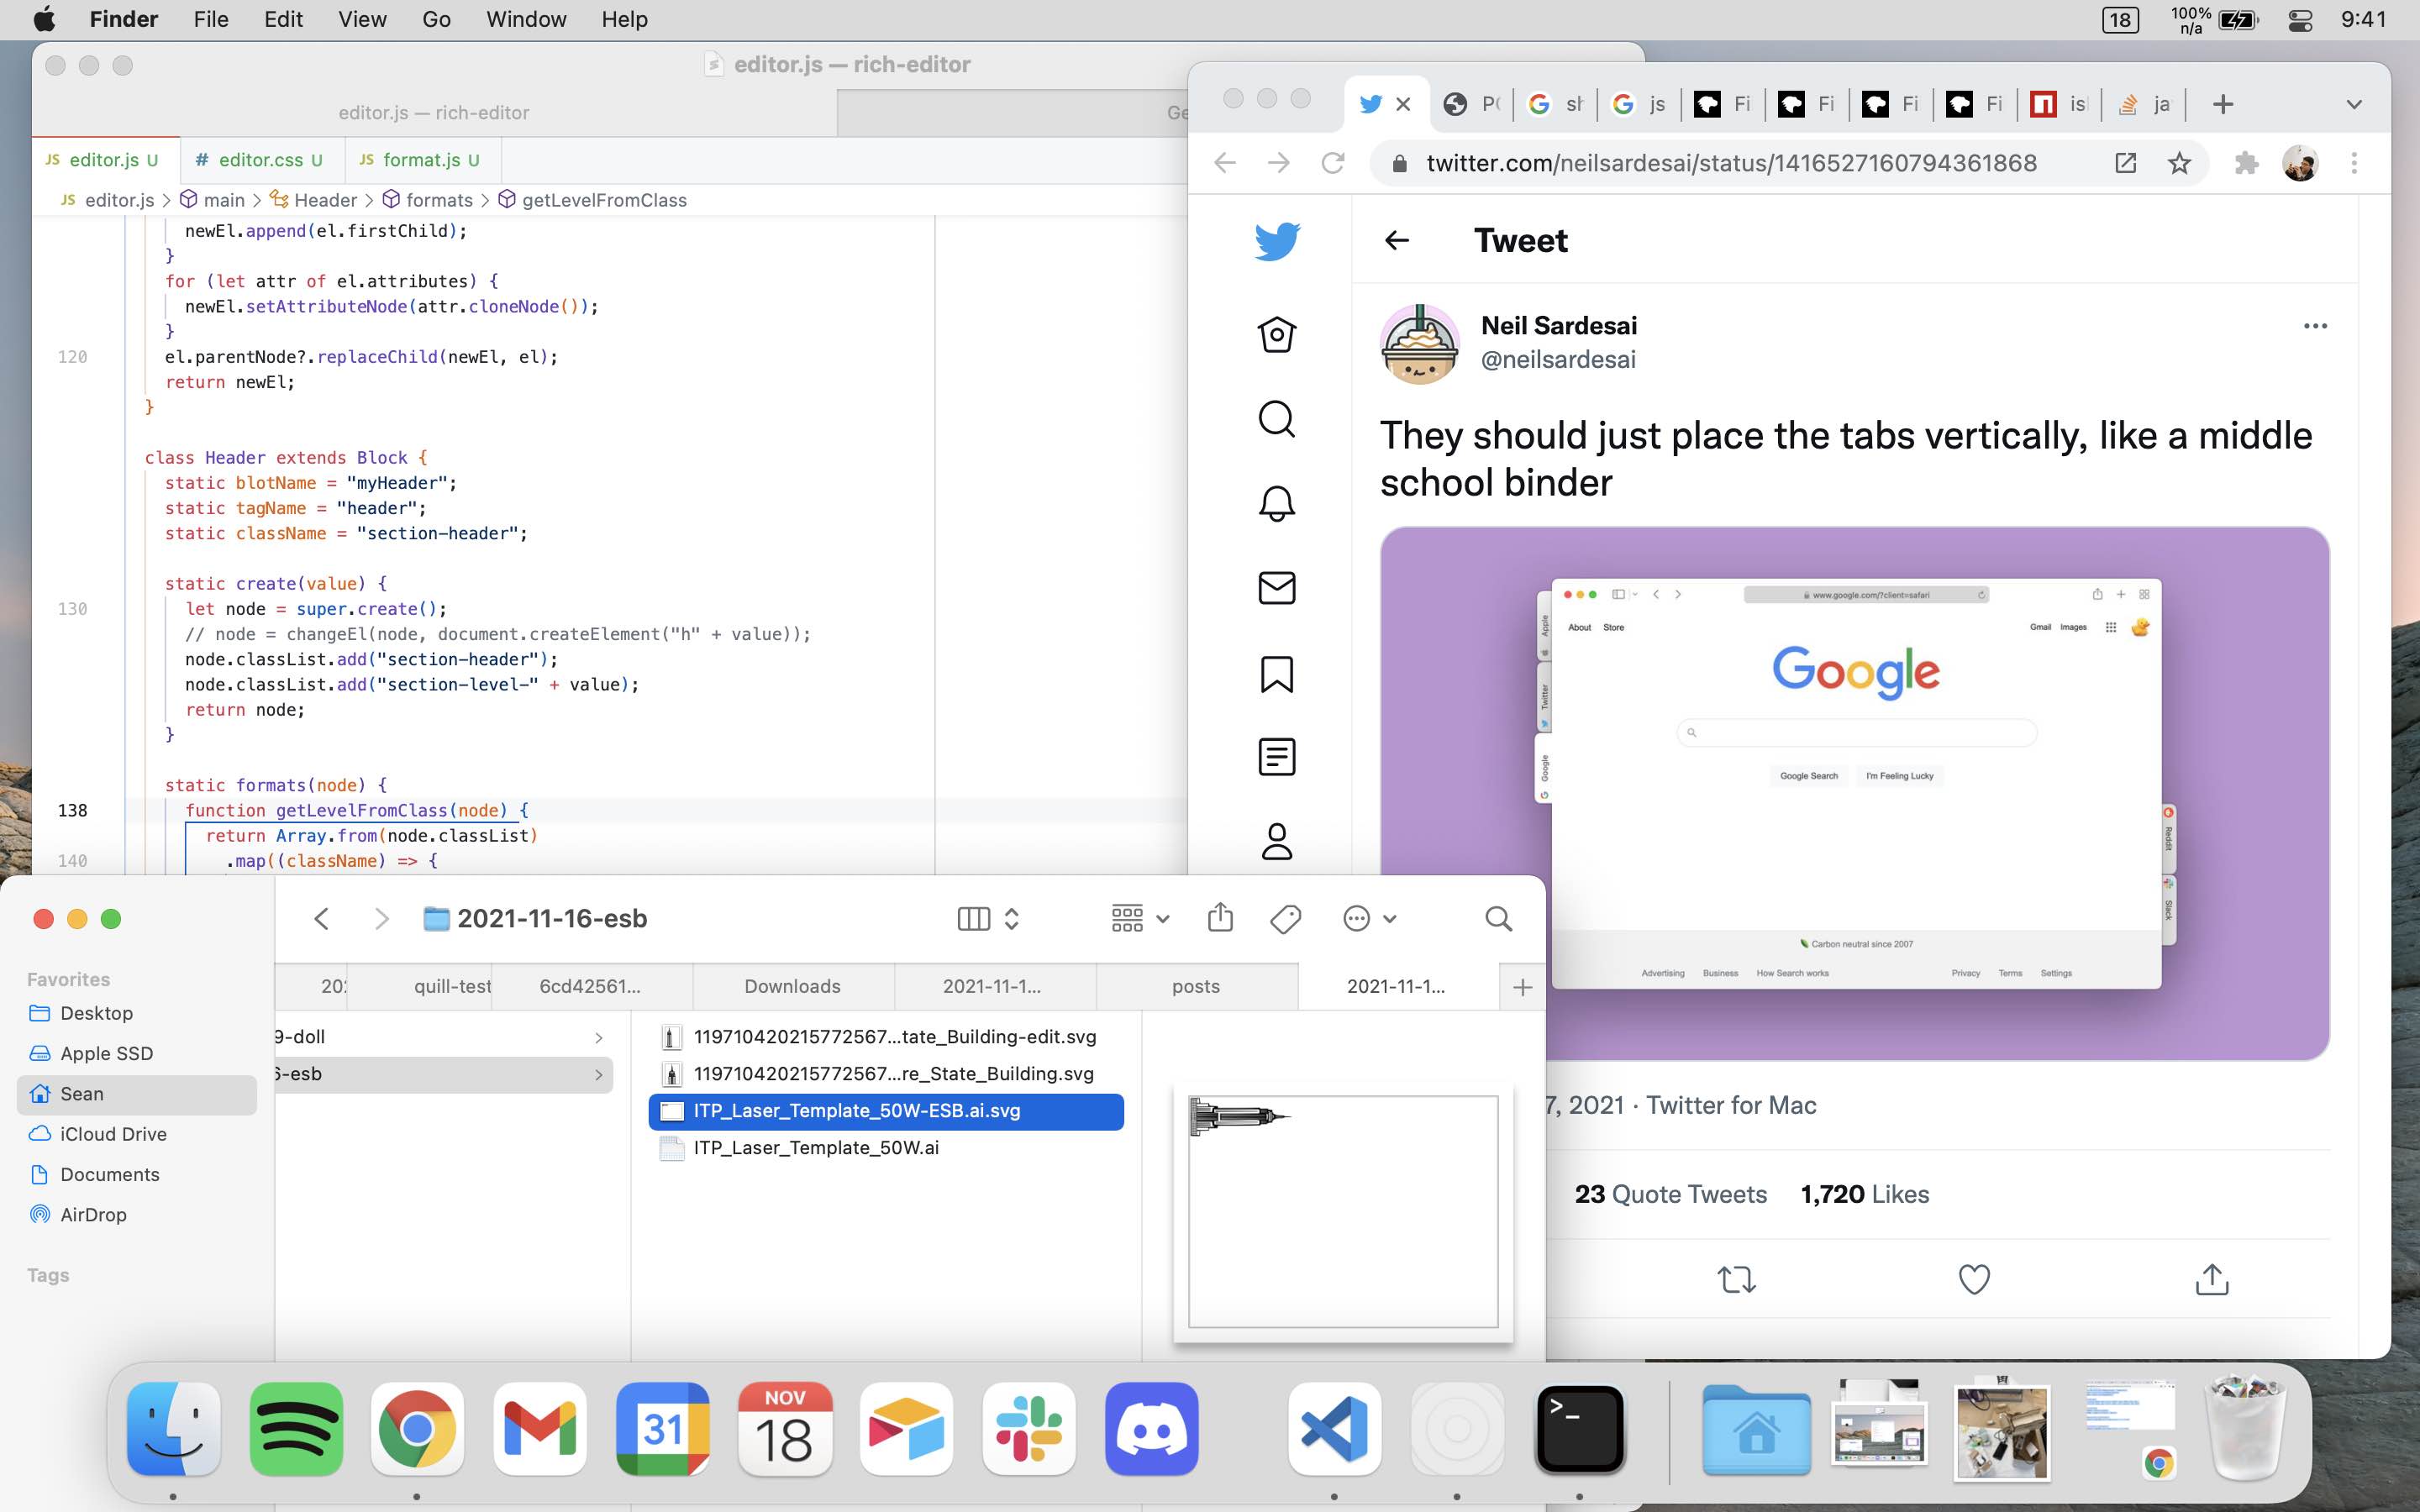 Finder File Edit View Go Window Help
18 100% n/a 9:41
editor.js — rich-editor
editor.js — rich-editor
JS editor.js U # editor.css U JS format.js U
JS editor.js > main > Header > formats > getLevelFromClass
newEl.append(el.firstChild);
}
for (let attr of el.attributes) {
newEl.setAttributeNode(attr.cloneNode());
}
120 el.parentNode?.replaceChild(newEl, el);
return newEl;
}
class Header extends Block {
static blotName = "myHeader";
static tagName = "header";
static className = "section-header";
static create(value) {
130 let node = super.create();
// node = changeEl(node, document.createElement("h" + value));
node.classList.add("section-header");
node.classList.add("section-level-" + value);
return node;
}
static formats(node) {
138 function getLevelFromClass(node) {
return Array.from(node.classList)
140 .map((className) => {
js Fi Fi Fi Fi is ja
twitter.com/neilsardesai/status/1416527160794361868
Tweet
Neil Sardesai
@neilsardesai
They should just place the tabs vertically, like a middle
school binder
www.google.com/?client=safari
About Store Gmail Images
Apple
Twitter
Google
Google
Google Search I'm Feeling Lucky
Reddit
Slack
Carbon neutral since 2007
Advertising Business How Search works Privacy Terms Settings
7, 2021 · Twitter for Mac
23 Quote Tweets 1,720 Likes
2021-11-16-esb
quill-test 6cd42561... Downloads 2021-11-1... posts 2021-11-1...
Favorites
Desktop
Apple SSD
Sean
iCloud Drive
Documents
AirDrop
Tags
9-doll
6-esb
119710420215772567...tate_Building-edit.svg
119710420215772567...re_State_Building.svg
ITP_Laser_Template_50W-ESB.ai.svg
ITP_Laser_Template_50W.ai
31
NOV
18
>_